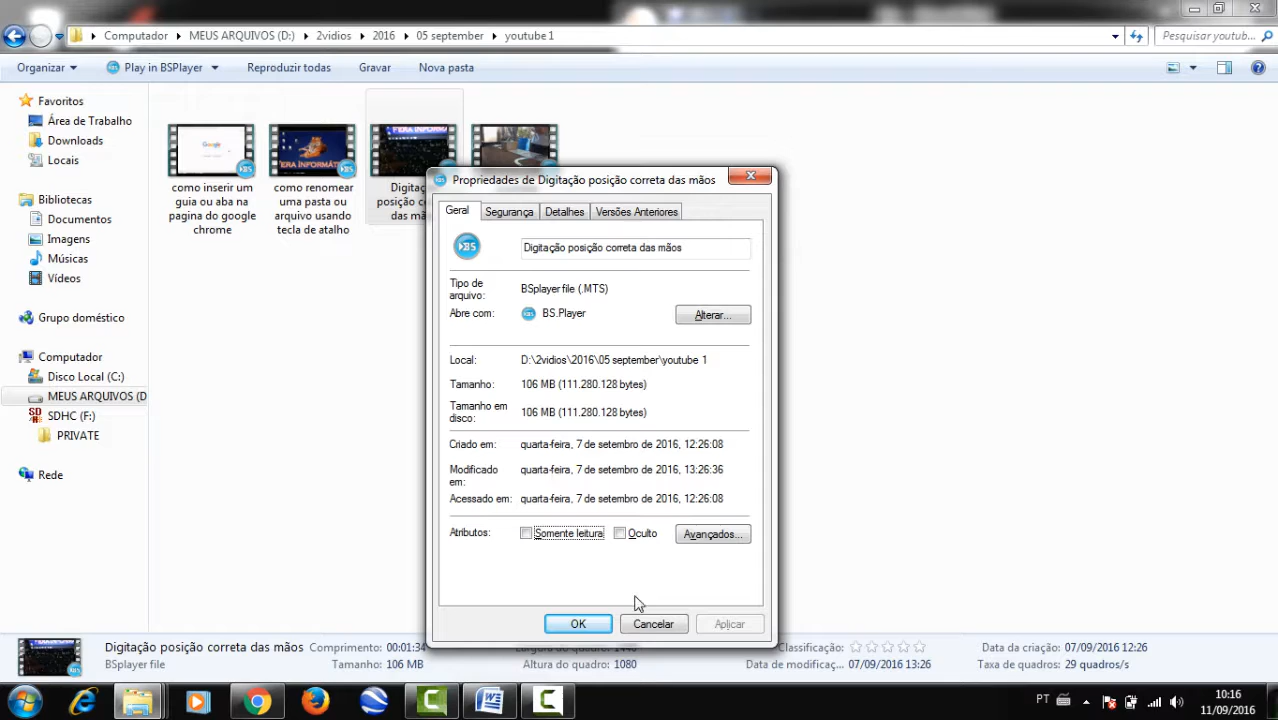 Computador ▸ MEUS ARQUIVOS (D:) ▸ 2vidios ▸ 2016 ▸ 05 september ▸ youtube 1
Pesquisar youtub...
Organizar Play in BSPlayer Reproduzir todas Gravar Nova pasta
Favoritos
Área de Trabalho
Downloads
Locais
Bibliotecas
Documentos
Imagens
Músicas
Vídeos
Grupo doméstico
Computador
Disco Local (C:)
MEUS ARQUIVOS (D
SDHC (F:)
PRIVATE
Rede
Google
como inserir um
guia ou aba na
pagina do google
chrome
FERA INFORMÁTI
como renomear
uma pasta ou
arquivo usando
tecla de atalho
Digitaç
posição c
das mã
Propriedades de Digitação posição correta das mãos
Geral Segurança Detalhes Versões Anteriores
BS
Digitação posição correta das mãos
Tipo de
arquivo:
BSplayer file (.MTS)
Abre com: BS.Player Alterar...
Local: D:\2vidios\2016\05 september\youtube 1
Tamanho: 106 MB (111.280.128 bytes)
Tamanho em
disco:
106 MB (111.280.128 bytes)
Criado em: quarta-feira, 7 de setembro de 2016, 12:26:08
Modificado
em:
quarta-feira, 7 de setembro de 2016, 13:26:36
Acessado em: quarta-feira, 7 de setembro de 2016, 12:26:08
Atributos: Somente leitura Oculto Avançados...
OK Cancelar Aplicar
Digitação posição correta das mãos Comprimento: 00:01:34
BSplayer file Tamanho: 106 MB
Altura do quadro: 1080
Classificação:
Data de modificaç... 07/09/2016 13:26
Data da criação: 07/09/2016 12:26
Taxa de quadros: 29 quadros/s
PT
10:16
11/09/2016